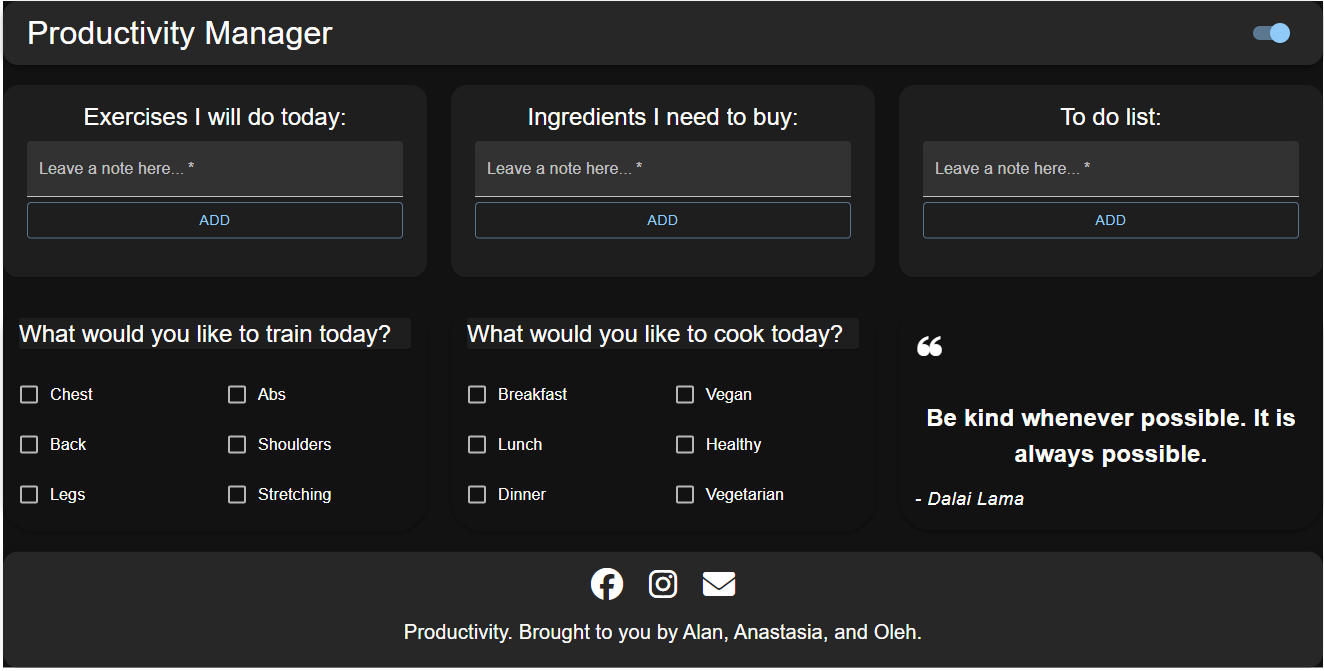 Productivity Manager
Exercises I will do today:
Leave a note here... *
ADD
Ingredients I need to buy:
Leave a note here... *
ADD
To do list:
Leave a note here... *
ADD
What would you like to train today?
Chest
Abs
Back
Shoulders
Legs
Stretching
What would you like to cook today?
Breakfast
Vegan
Lunch
Healthy
Dinner
Vegetarian
❝
Be kind whenever possible. It is
always possible.
- Dalai Lama
Productivity. Brought to you by Alan, Anastasia, and Oleh.